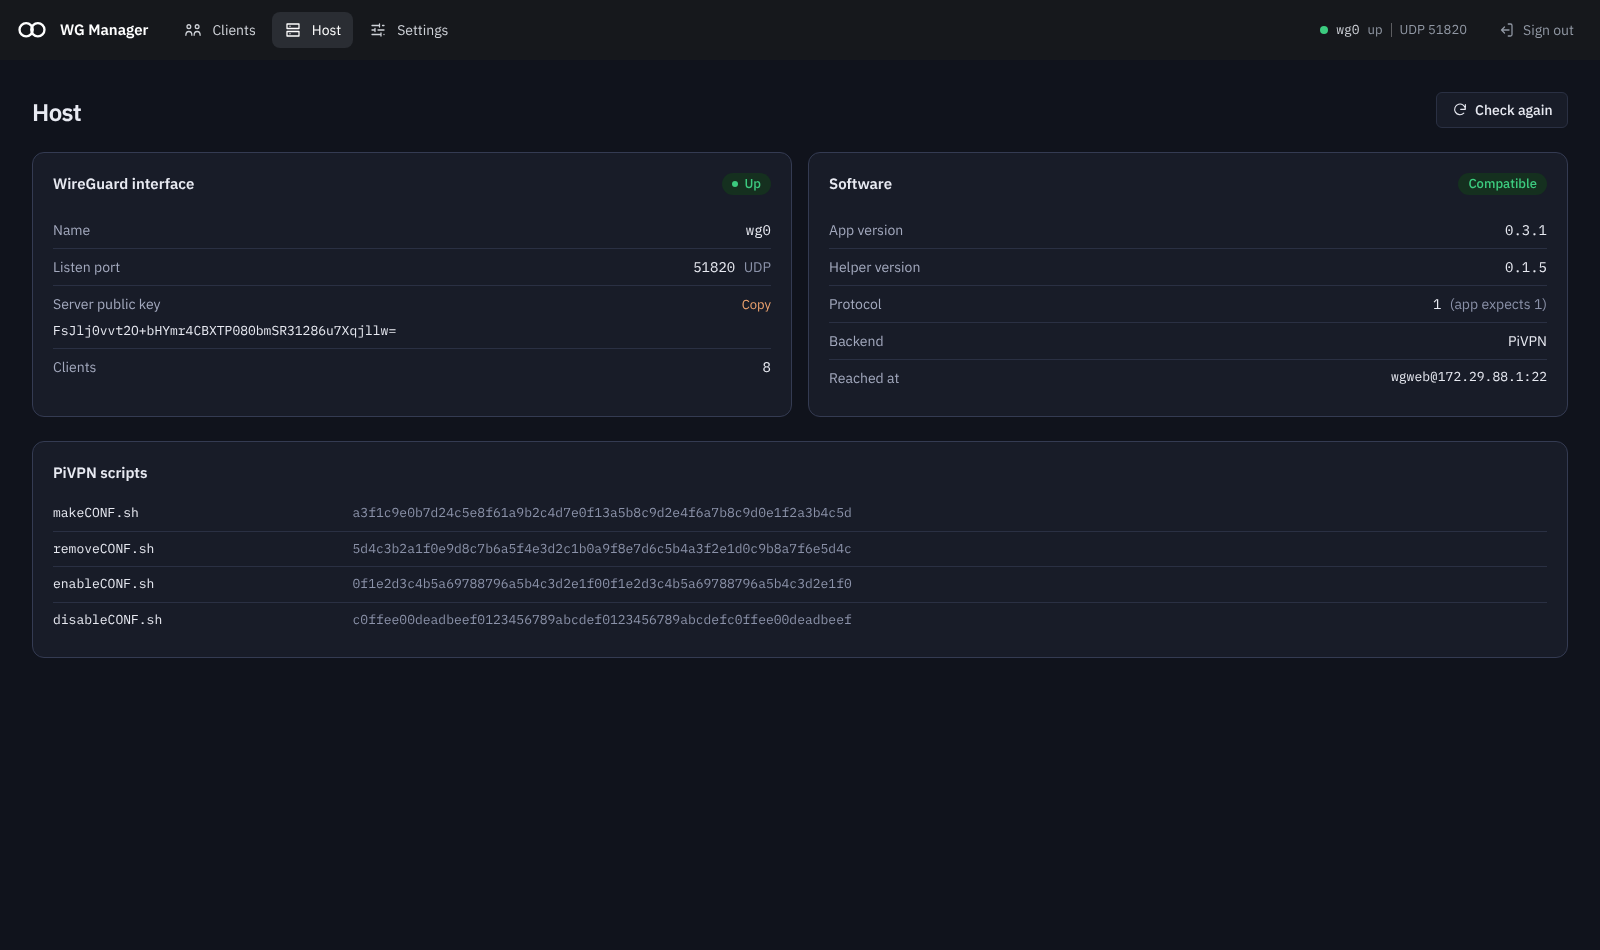 WG Manager Clients Host Settings wg0 up | UDP 51820 Sign out
Host Check again
WireGuard interface Up
Name wg0
Listen port 51820 UDP
Server public key Copy
FsJlj0vvt2O+bHYmr4CBXTP080bmSR31286u7Xqjllw=
Clients 8
Software Compatible
App version 0.3.1
Helper version 0.1.5
Protocol 1 (app expects 1)
Backend PiVPN
Reached at wgweb@172.29.88.1:22
PiVPN scripts
makeCONF.sh a3f1c9e0b7d24c5e8f61a9b2c4d7e0f13a5b8c9d2e4f6a7b8c9d0e1f2a3b4c5d
removeCONF.sh 5d4c3b2a1f0e9d8c7b6a5f4e3d2c1b0a9f8e7d6c5b4a3f2e1d0c9b8a7f6e5d4c
enableCONF.sh 0f1e2d3c4b5a69788796a5b4c3d2e1f00f1e2d3c4b5a69788796a5b4c3d2e1f0
disableCONF.sh c0ffee00deadbeef0123456789abcdef0123456789abcdefc0ffee00deadbeef